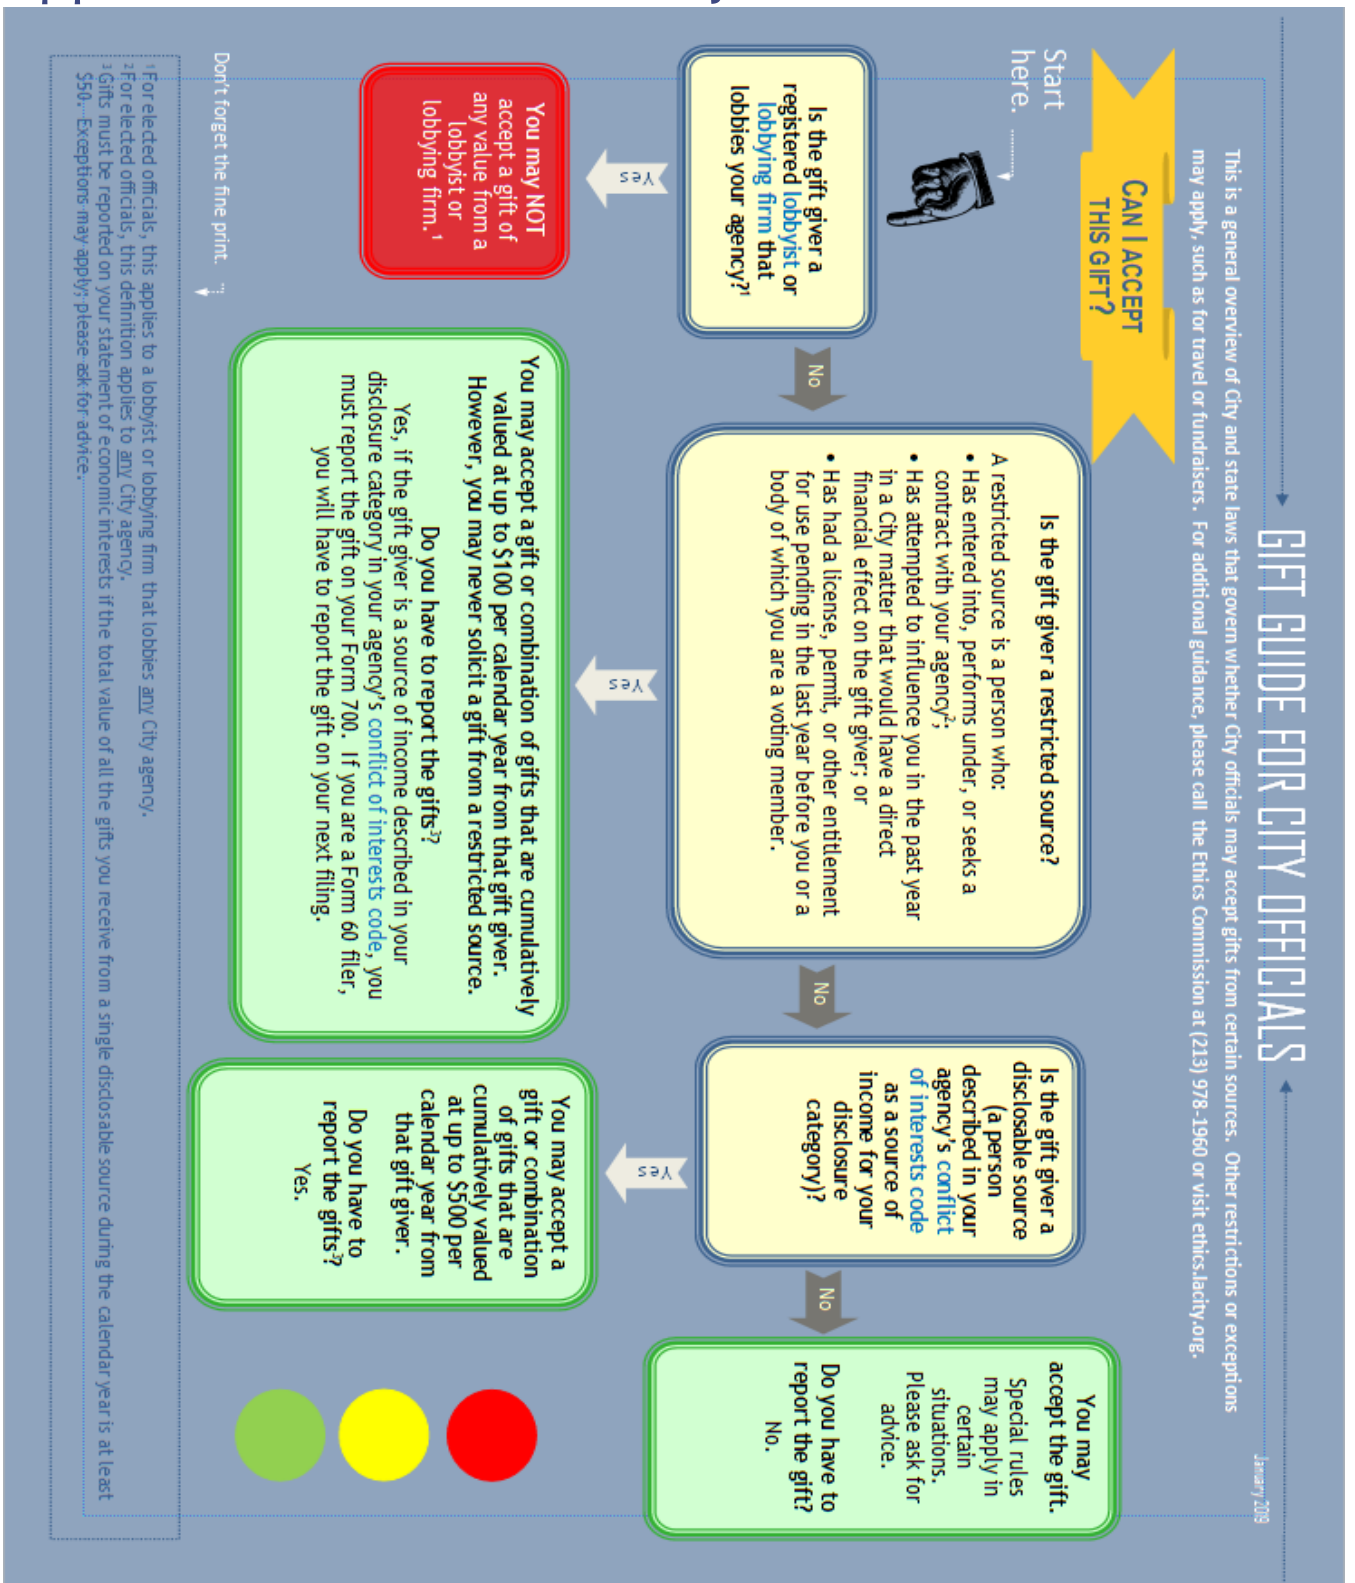 GIFT GUIDE FOR CITY OFFICIALS
January 2019
This is a general overview of City and state laws that govern whether City officials may accept gifts from certain sources. Other restrictions or exceptions
may apply, such as for travel or fundraisers. For additional guidance, please call the Ethics Commission at (213) 978-1960 or visit ethics.lacity.org.
CAN I ACCEPT
THIS GIFT?
Start
here.
Is the gift giver a
registered lobbyist or
lobbying firm that
lobbies your agency?¹
No
Is the gift giver a restricted source?
A restricted source is a person who:
• Has entered into, performs under, or seeks a
contract with your agency²;
• Has attempted to influence you in the past year
in a City matter that would have a direct
financial effect on the gift giver; or
• Has had a license, permit, or other entitlement
for use pending in the last year before you or a
body of which you are a voting member.
No
Is the gift giver a
disclosable source
(a person
described in your
agency's conflict
of interests code
as a source of
income for your
disclosure
category)?
No
You may
accept the gift.
Special rules
may apply in
certain
situations.
Please ask for
advice.
Do you have to
report the gift?
No.
Yes
Yes
Yes
You may NOT
accept a gift of
any value from a
lobbyist or
lobbying firm.¹
You may accept a gift or combination of gifts that are cumulatively
valued at up to $100 per calendar year from that gift giver.
However, you may never solicit a gift from a restricted source.
Do you have to report the gifts³?
Yes, if the gift giver is a source of income described in your
disclosure category in your agency's conflict of interests code, you
must report the gift on your Form 700. If you are a Form 60 filer,
you will have to report the gift on your next filing.
You may accept a
gift or combination
of gifts that are
cumulatively valued
at up to $500 per
calendar year from
that gift giver.
Do you have to
report the gifts³?
Yes.
Don't forget the fine print.
¹ For elected officials, this applies to a lobbyist or lobbying firm that lobbies any City agency.
² For elected officials, this definition applies to any City agency.
³ Gifts must be reported on your statement of economic interests if the total value of all the gifts you receive from a single disclosable source during the calendar year is at least
$50. Exceptions may apply; please ask for advice.